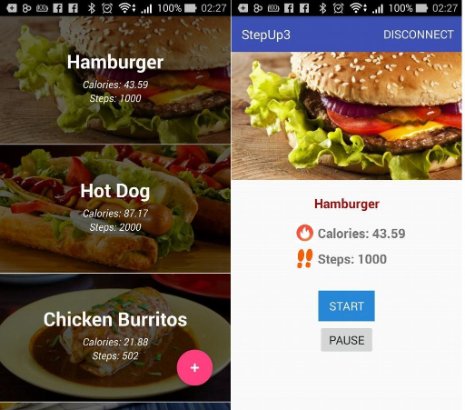 100% 02:27
Hamburger
Calories: 43.59
Steps: 1000
Hot Dog
Calories: 87.17
Steps: 2000
Chicken Burritos
Calories: 21.88
Steps: 502
+
100% 02:27
StepUp3 DISCONNECT
Hamburger
Calories: 43.59
Steps: 1000
START
PAUSE